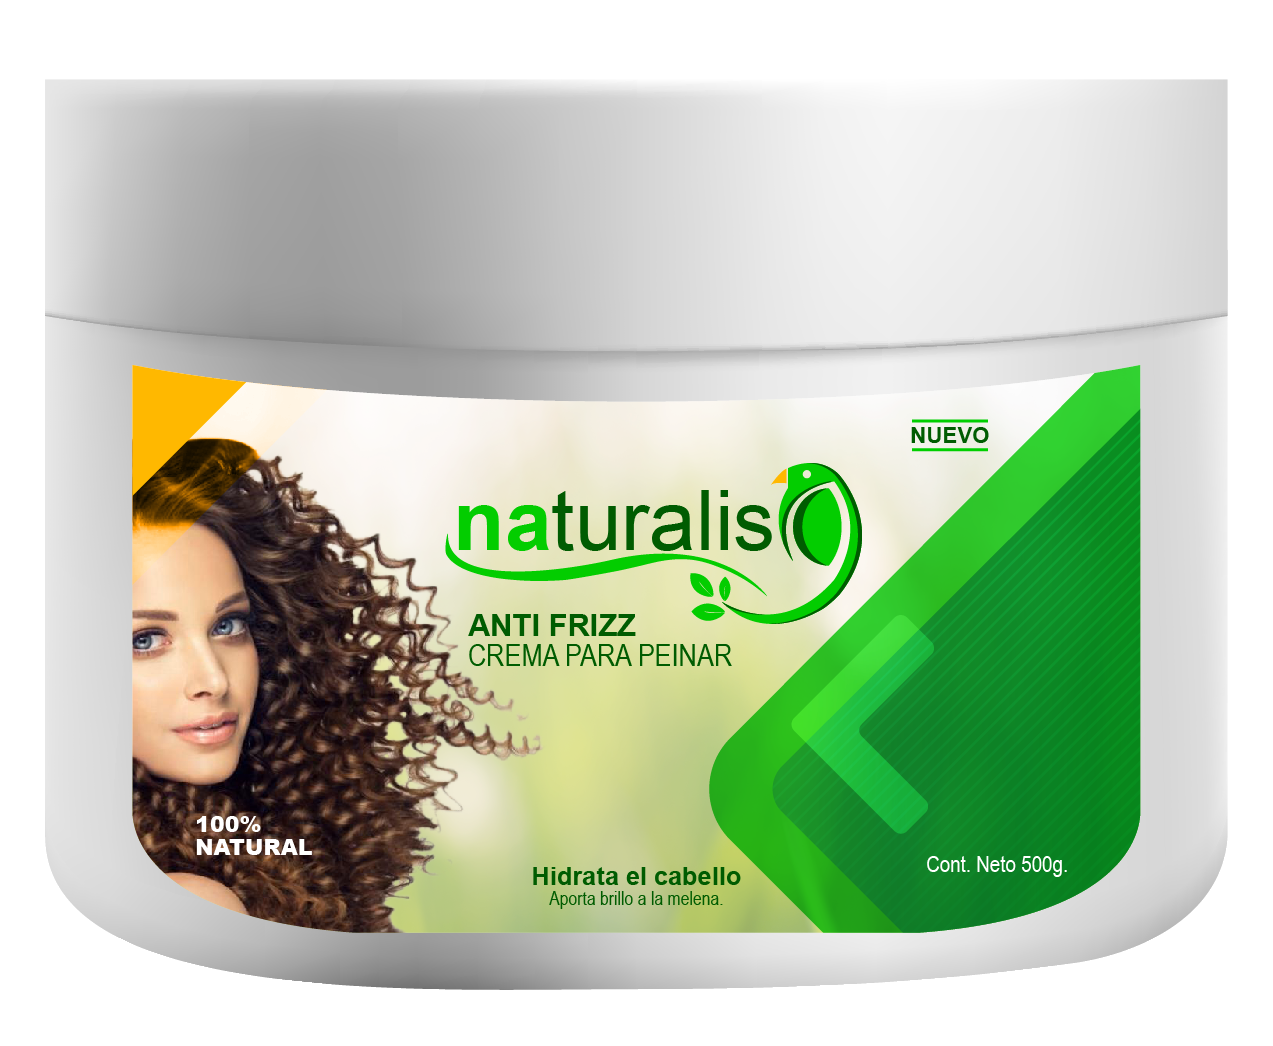 NUEVO
naturalis
ANTI FRIZZ
CREMA PARA PEINAR
100%
NATURAL
Cont. Neto 500g.
Hidrata el cabello
Aporta brillo a la melena.